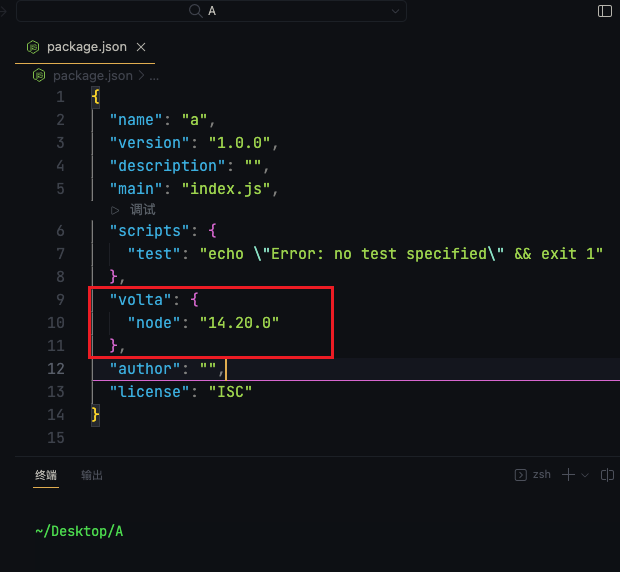 A
package.json
package.json > ...
1 {
2 "name": "a",
3 "version": "1.0.0",
4 "description": "",
5 "main": "index.js",
调试
6 "scripts": {
7 "test": "echo \"Error: no test specified\" && exit 1"
8 },
9 "volta": {
10 "node": "14.20.0"
11 },
12 "author": "",
13 "license": "ISC"
14 }
15
终端 输出 zsh
~/Desktop/A